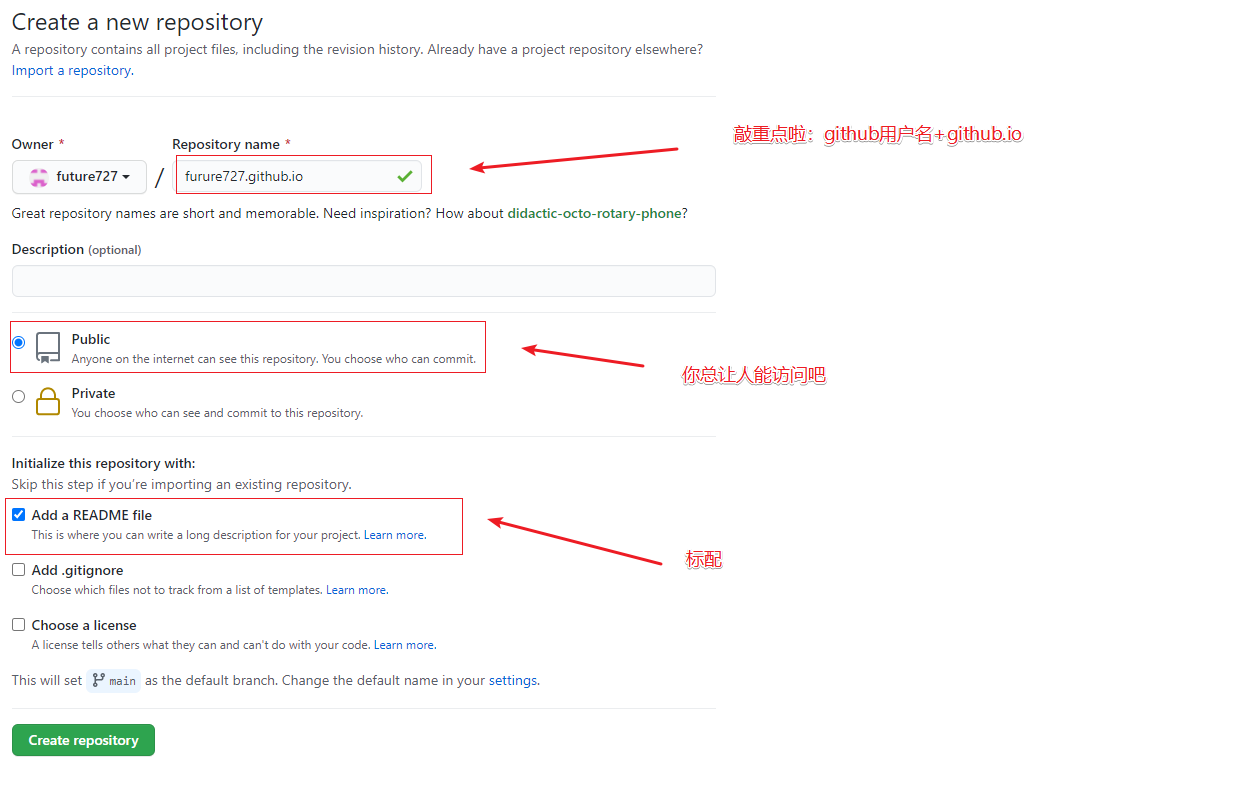 Create a new repository
A repository contains all project files, including the revision history. Already have a project repository elsewhere?
Import a repository.
敲重点啦：github用户名+github.io
Owner *
Repository name *
future727
/
furure727.github.io
Great repository names are short and memorable. Need inspiration? How about didactic-octo-rotary-phone?
Description (optional)
Public
Anyone on the internet can see this repository. You choose who can commit.
你总让人能访问吧
Private
You choose who can see and commit to this repository.
Initialize this repository with:
Skip this step if you're importing an existing repository.
Add a README file
This is where you can write a long description for your project. Learn more.
标配
Add .gitignore
Choose which files not to track from a list of templates. Learn more.
Choose a license
A license tells others what they can and can't do with your code. Learn more.
This will set main as the default branch. Change the default name in your settings.
Create repository